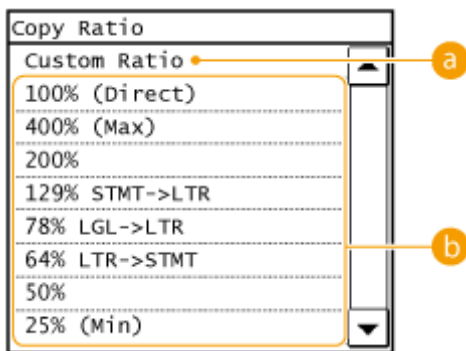 Copy Ratio
Custom Ratio
a
100% (Direct)
400% (Max)
200%
129% STMT->LTR
78% LGL->LTR
b
64% LTR->STMT
50%
25% (Min)